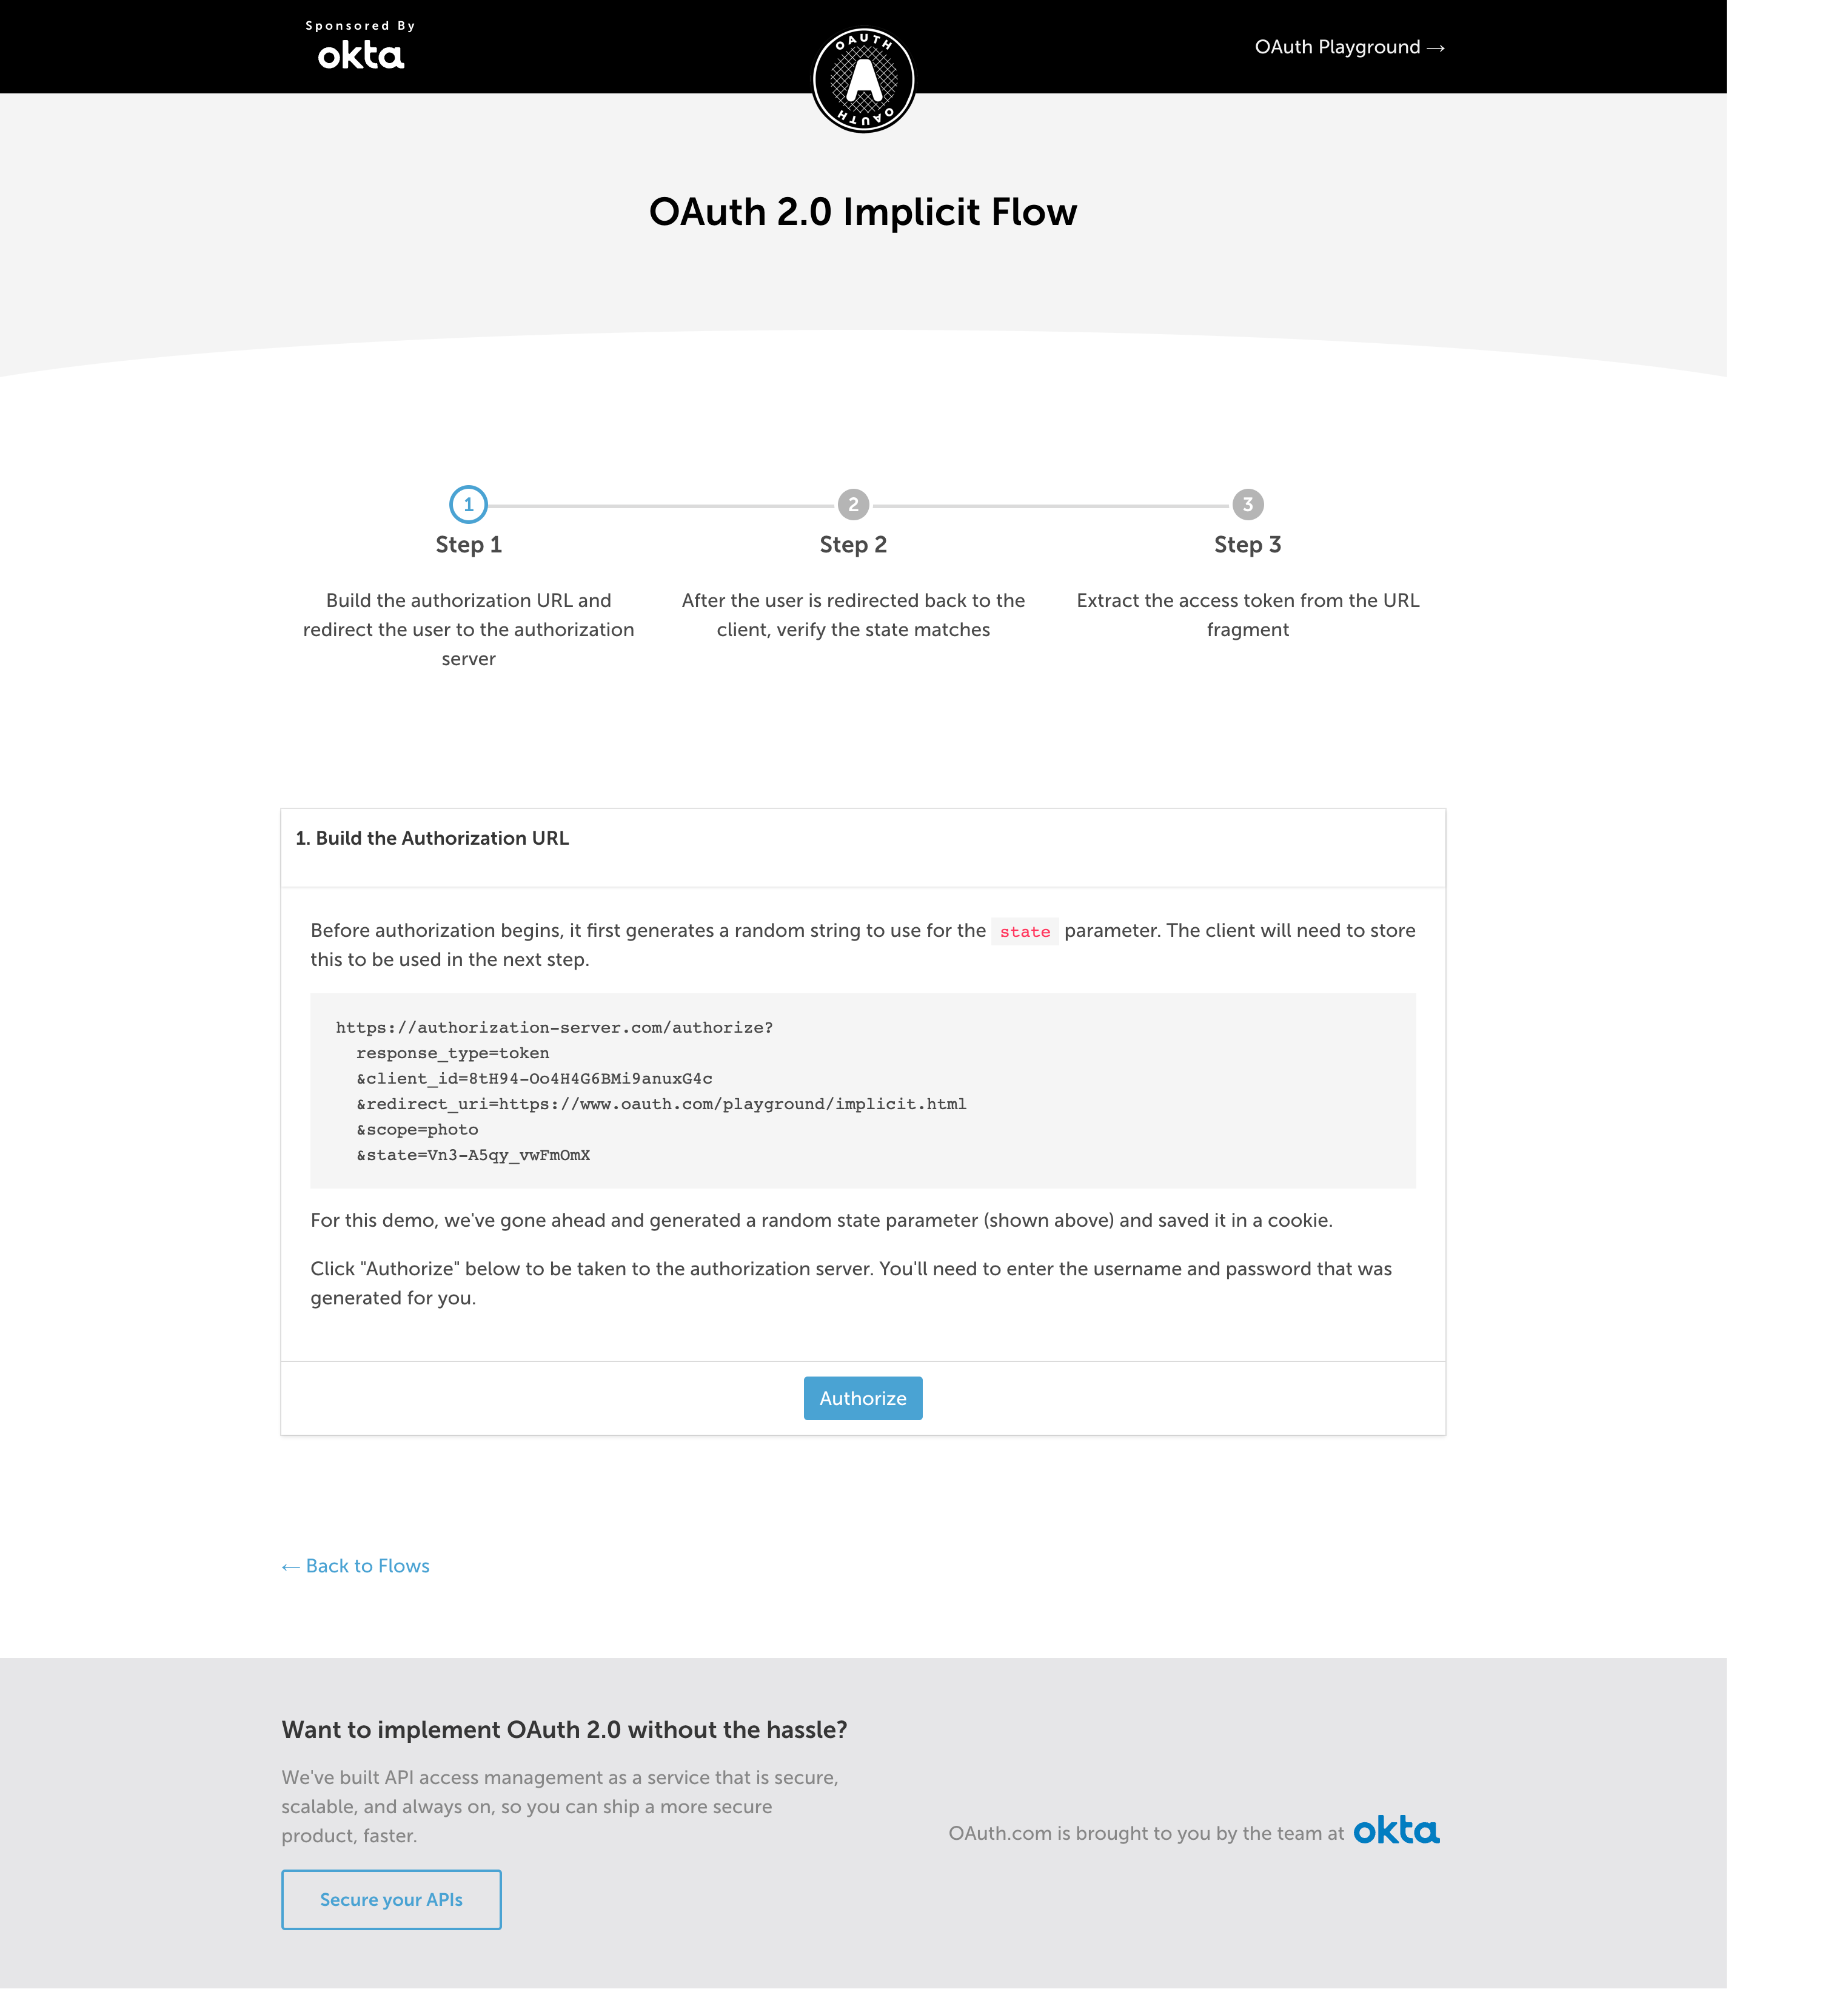 Sponsored By
okta
OAuth Playground →
OAUTH
A
OAUTH
OAuth 2.0 Implicit Flow
1
2
3
Step 1
Step 2
Step 3
Build the authorization URL and
redirect the user to the authorization
server
After the user is redirected back to the
client, verify the state matches
Extract the access token from the URL
fragment
1. Build the Authorization URL
Before authorization begins, it first generates a random string to use for the state parameter. The client will need to store
this to be used in the next step.
https://authorization-server.com/authorize?
response_type=token
&client_id=8tH94-Oo4H4G6BMi9anuxG4c
&redirect_uri=https://www.oauth.com/playground/implicit.html
&scope=photo
&state=Vn3-A5qy_vwFmOmX
For this demo, we've gone ahead and generated a random state parameter (shown above) and saved it in a cookie.
Click "Authorize" below to be taken to the authorization server. You'll need to enter the username and password that was
generated for you.
Authorize
← Back to Flows
Want to implement OAuth 2.0 without the hassle?
We've built API access management as a service that is secure,
scalable, and always on, so you can ship a more secure
product, faster.
OAuth.com is brought to you by the team at okta
Secure your APIs